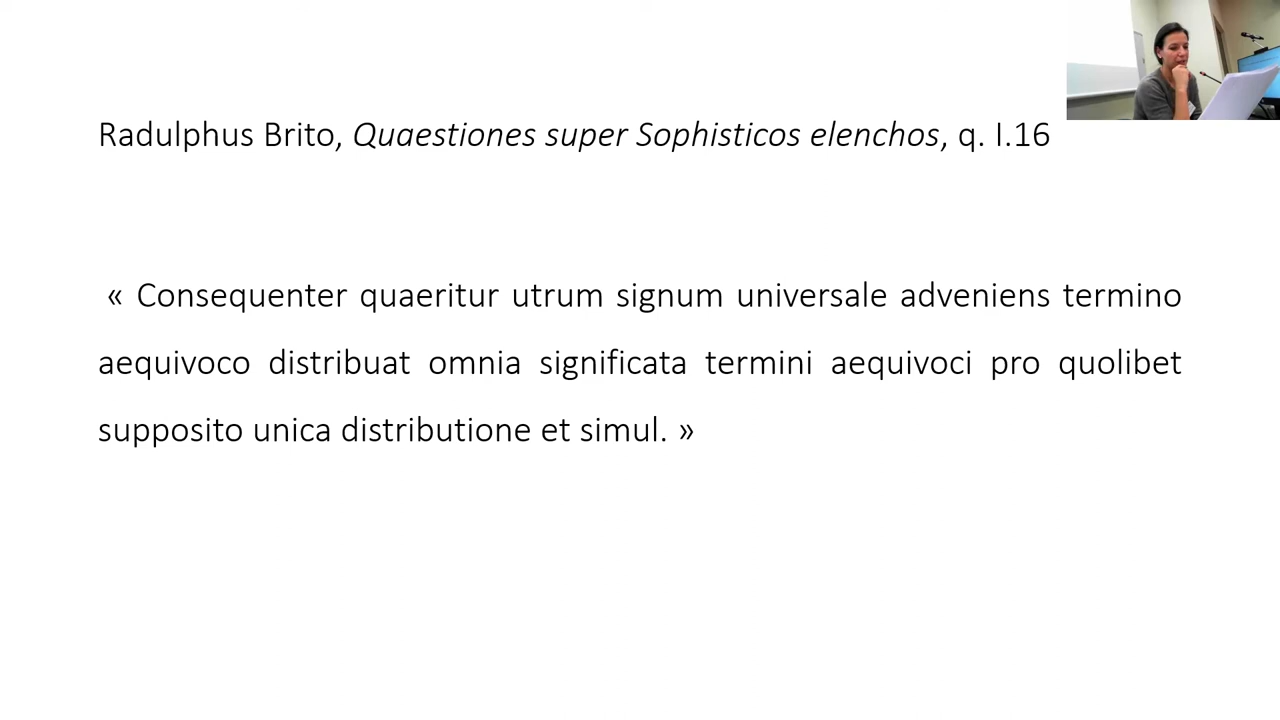 Radulphus Brito, Quaestiones super Sophisticos elenchos, q. I.16
« Consequenter quaeritur utrum signum universale adveniens termino
aequivoco distribuat omnia significata termini aequivoci pro quolibet
supposito unica distributione et simul. »